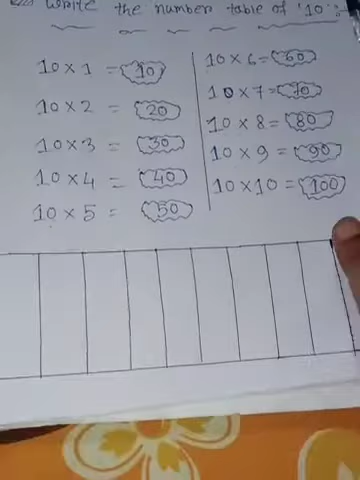 Write the number table of '10' :-
10 × 1 = 10
10 × 2 = 20
10 × 3 = 30
10 × 4 = 40
10 × 5 = 50
10 × 6 = 60
10 × 7 = 70
10 × 8 = 80
10 × 9 = 90
10 × 10 = 100